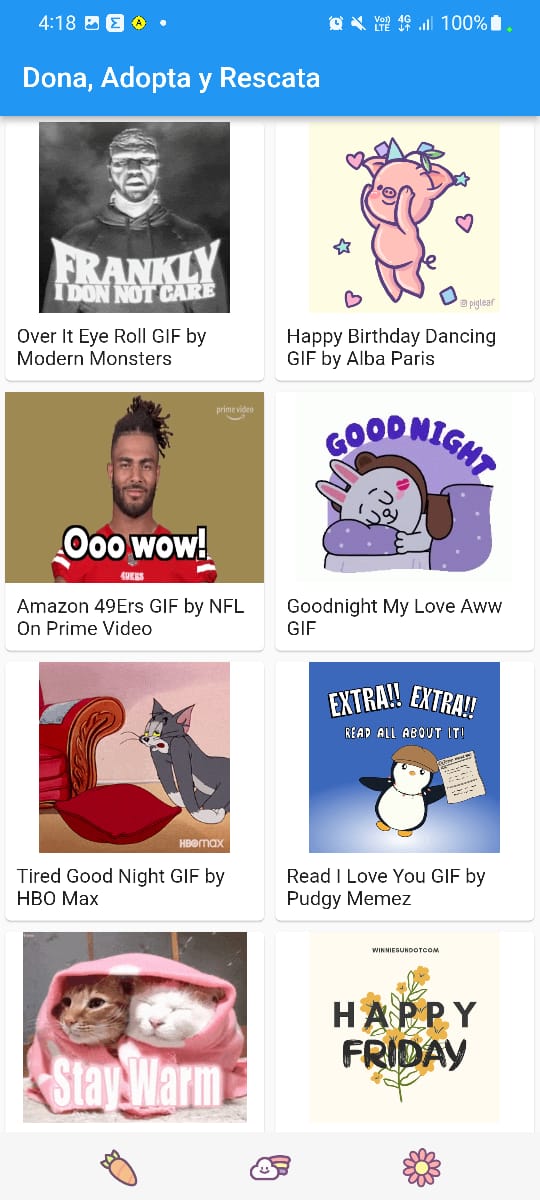 4:18
Vo))
LTE
4G
100%
Dona, Adopta y Rescata
FRANKLY
I DON NOT CARE
pigleaf
Over It Eye Roll GIF by
Modern Monsters
Happy Birthday Dancing
GIF by Alba Paris
prime video
Ooo wow!
49ERS
GOODNIGHT
Amazon 49Ers GIF by NFL
On Prime Video
Goodnight My Love Aww
GIF
HBOmax
EXTRA!! EXTRA!!
READ ALL ABOUT IT!
Tired Good Night GIF by
HBO Max
Read I Love You GIF by
Pudgy Memez
Stay Warm
WINNIESUNDOTCOM
HAPPY
FRIDAY